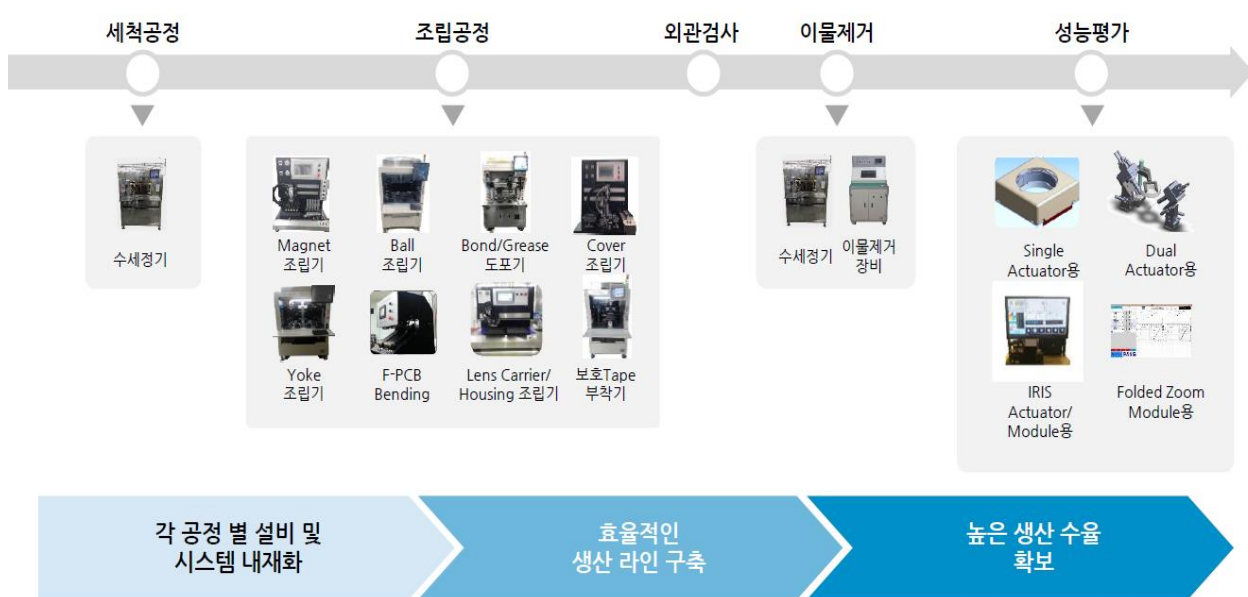 세척공정
조립공정
외관검사
이물제거
성능평가
수세정기
Magnet
조립기
Ball
조립기
Bond/Grease
도포기
Cover
조립기
Yoke
조립기
F-PCB
Bending
Lens Carrier/
Housing 조립기
보호Tape
부착기
수세정기
이물제거
장비
Single
Actuator용
Dual
Actuator용
IRIS
Actuator/
Module용
Folded Zoom
Module용
각 공정 별 설비 및
시스템 내재화
효율적인
생산 라인 구축
높은 생산 수율
확보